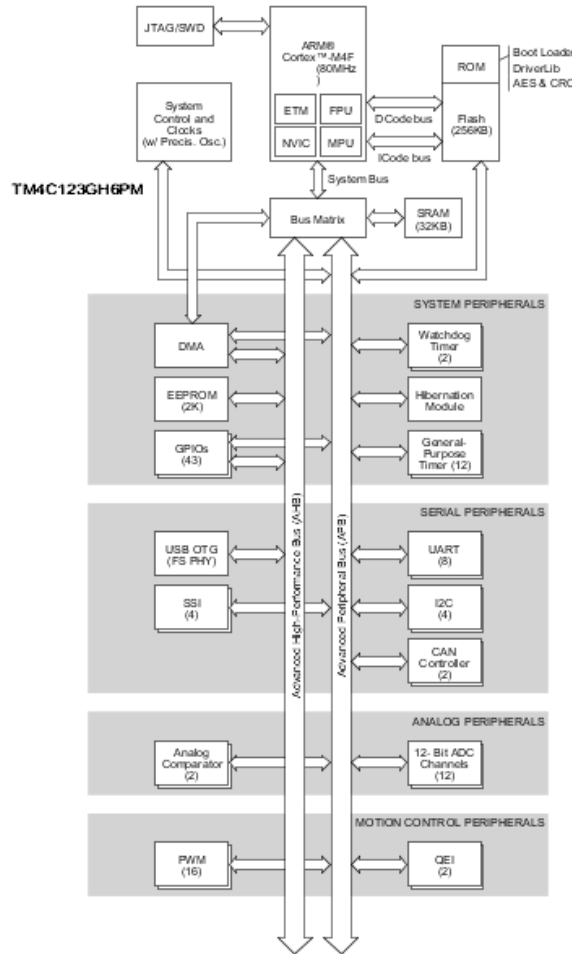 JTAG/SWD
ARM®
Cortex™-M4F
(80MHz
)
ETM
FPU
NVIC
MPU
ROM
Flash
(256KB)
Boot Loader
DriverLib
AES & CRC
System
Control and
Clocks
(w/ Precis. Osc.)
DCode bus
ICode bus
TM4C123GH6PM
System Bus
Bus Matrix
SRAM
(32KB)
SYSTEM PERIPHERALS
DMA
Watchdog
Timer
(2)
EEPROM
(2K)
Hibernation
Module
GPIOs
(43)
General-
Purpose
Timer (12)
Advanced High-Performance Bus (AHB)
Advanced Peripheral Bus (APB)
SERIAL PERIPHERALS
USB OTG
(FS PHY)
UART
(8)
SSI
(4)
I2C
(4)
CAN
Controller
(2)
ANALOG PERIPHERALS
Analog
Comparator
(2)
12- Bit ADC
Channels
(12)
MOTION CONTROL PERIPHERALS
PWM
(16)
QEI
(2)